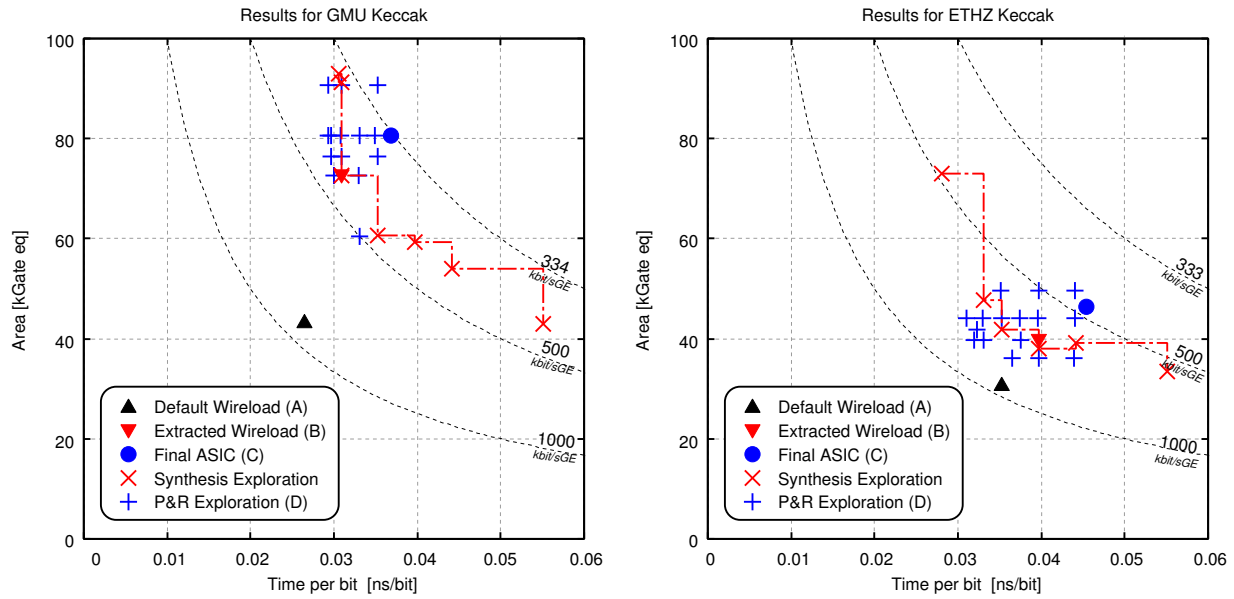 Results for GMU Keccak
100
80
60
40
20
0
Area [kGate eq]
334
kbit/sGE
500
kbit/sGE
1000
kbit/sGE
Default Wireload (A)
Extracted Wireload (B)
Final ASIC (C)
Synthesis Exploration
P&R Exploration (D)
0 0.01 0.02 0.03 0.04 0.05 0.06
Time per bit [ns/bit]
Results for ETHZ Keccak
100
80
60
40
20
0
Area [kGate eq]
333
kbit/sGE
500
kbit/sGE
1000
kbit/sGE
Default Wireload (A)
Extracted Wireload (B)
Final ASIC (C)
Synthesis Exploration
P&R Exploration (D)
0 0.01 0.02 0.03 0.04 0.05 0.06
Time per bit [ns/bit]